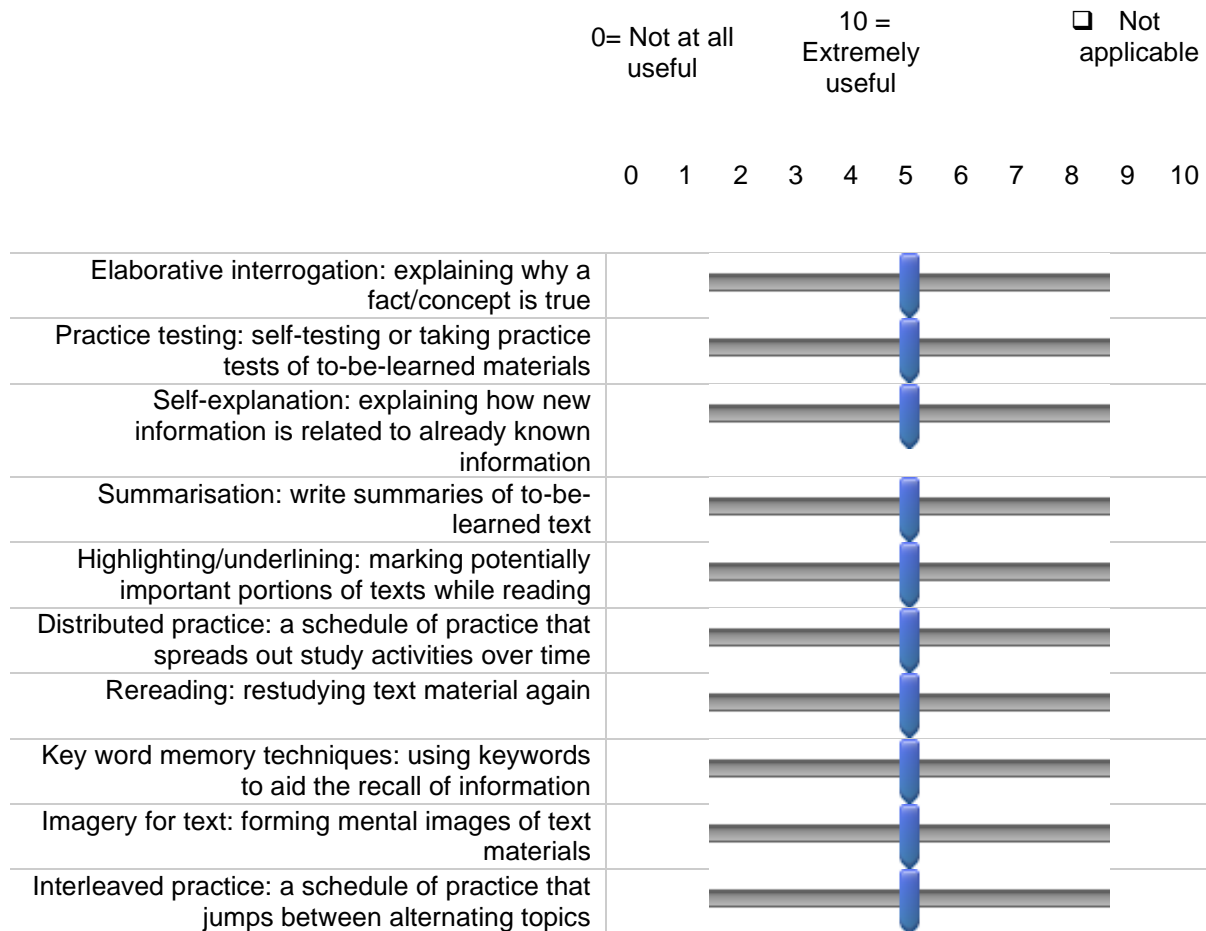 0= Not at all
useful
10 =
Extremely
useful
❑ Not
applicable
0 1 2 3 4 5 6 7 8 9 10
Elaborative interrogation: explaining why a
fact/concept is true
Practice testing: self-testing or taking practice
tests of to-be-learned materials
Self-explanation: explaining how new
information is related to already known
information
Summarisation: write summaries of to-be-
learned text
Highlighting/underlining: marking potentially
important portions of texts while reading
Distributed practice: a schedule of practice that
spreads out study activities over time
Rereading: restudying text material again
Key word memory techniques: using keywords
to aid the recall of information
Imagery for text: forming mental images of text
materials
Interleaved practice: a schedule of practice that
jumps between alternating topics